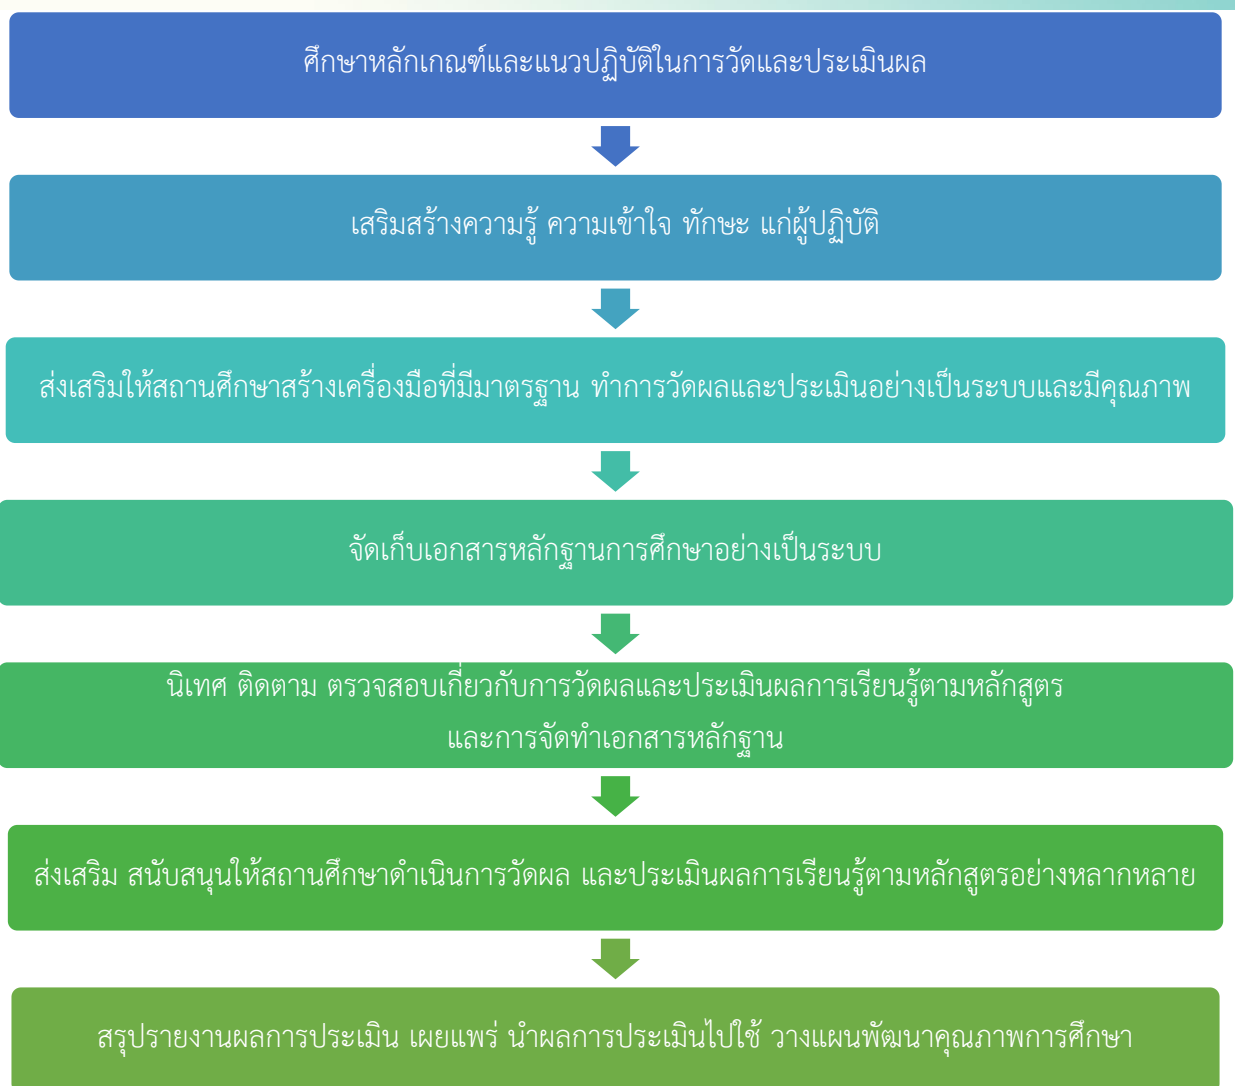 ศึกษาหลักเกณฑ์และแนวปฏิบัติในการวัดและประเมินผล
เสริมสร้างความรู้ ความเข้าใจ ทักษะ แก่ผู้ปฏิบัติ
ส่งเสริมให้สถานศึกษาสร้างเครื่องมือที่มีมาตรฐาน ทำการวัดผลและประเมินอย่างเป็นระบบและมีคุณภาพ
จัดเก็บเอกสารหลักฐานการศึกษาอย่างเป็นระบบ
นิเทศ ติดตาม ตรวจสอบเกี่ยวกับการวัดผลและประเมินผลการเรียนรู้ตามหลักสูตร
และการจัดทำเอกสารหลักฐาน
ส่งเสริม สนับสนุนให้สถานศึกษาดำเนินการวัดผล และประเมินผลการเรียนรู้ตามหลักสูตรอย่างหลากหลาย
สรุปรายงานผลการประเมิน เผยแพร่ นำผลการประเมินไปใช้ วางแผนพัฒนาคุณภาพการศึกษา